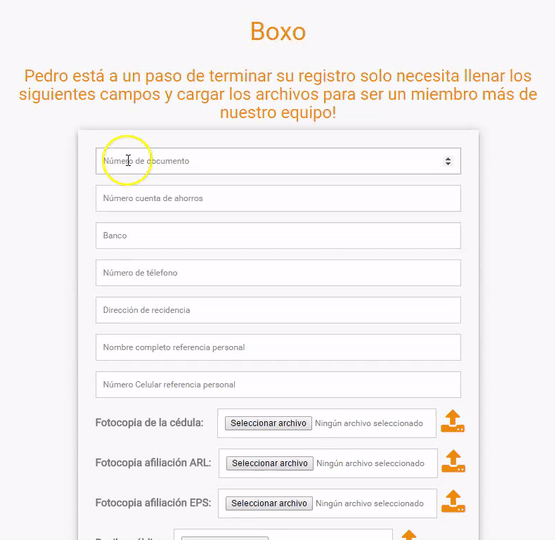 Boxo
Pedro está a un paso de terminar su registro solo necesita llenar los
siguientes campos y cargar los archivos para ser un miembro más de
nuestro equipo!
Número de documento
Número cuenta de ahorros
Banco
Número de télefono
Dirección de recidencia
Nombre completo referencia personal
Número Celular referencia personal
Fotocopia de la cédula: Seleccionar archivo Ningún archivo seleccionado
Fotocopia afiliación ARL: Seleccionar archivo Ningún archivo seleccionado
Fotocopia afiliación EPS: Seleccionar archivo Ningún archivo seleccionado